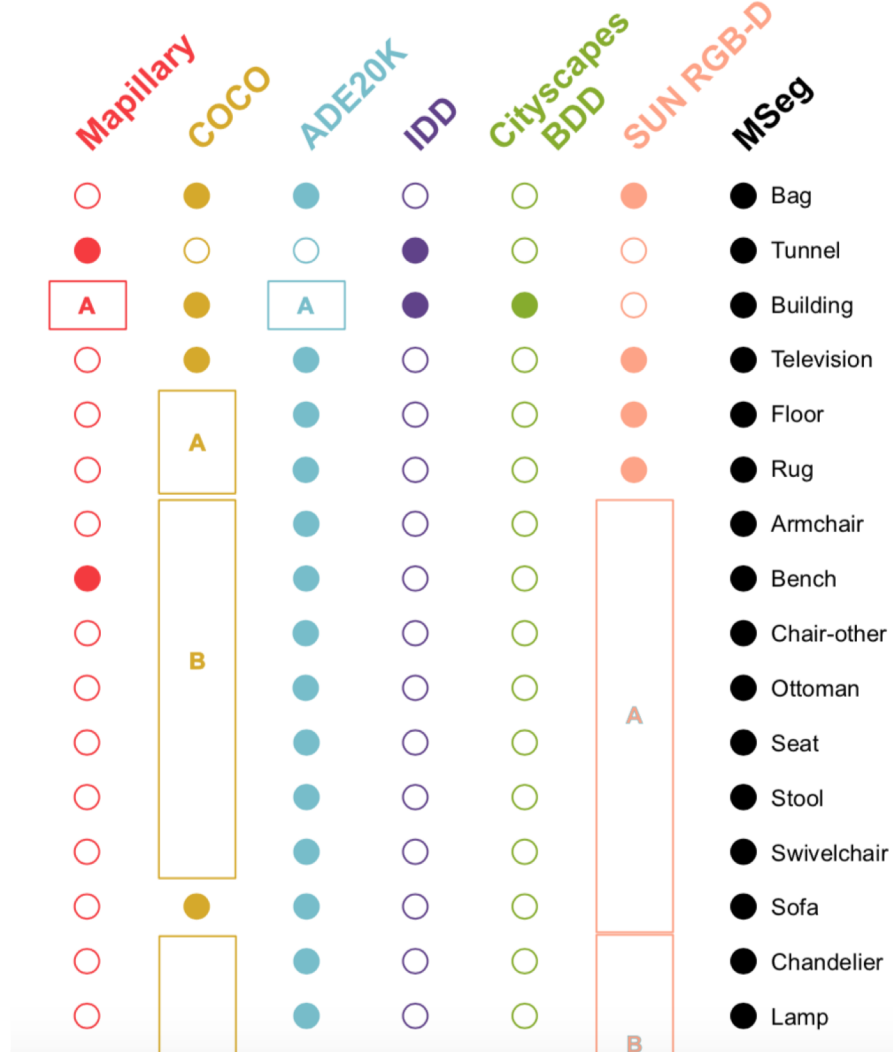 Mapillary
COCO
ADE20K
IDD
Cityscapes
BDD
SUN RGB-D
MSeg
Bag
Tunnel
A A Building
Television
Floor
A
Rug
Armchair
Bench
Chair-other
B
Ottoman
A
Seat
Stool
Swivelchair
Sofa
Chandelier
Lamp
B